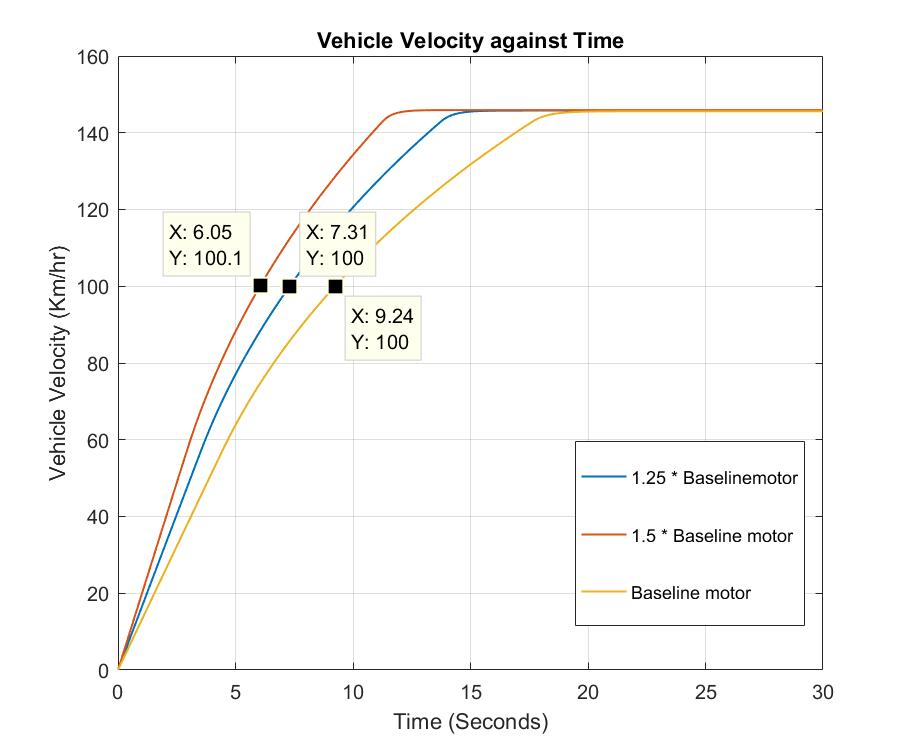 Vehicle Velocity against Time
160
140
120
100
80
60
40
20
0
Vehicle Velocity (Km/hr)
X: 6.05
Y: 100.1
X: 7.31
Y: 100
X: 9.24
Y: 100
1.25 * Baselinemotor
1.5 * Baseline motor
Baseline motor
0 5 10 15 20 25 30
Time (Seconds)